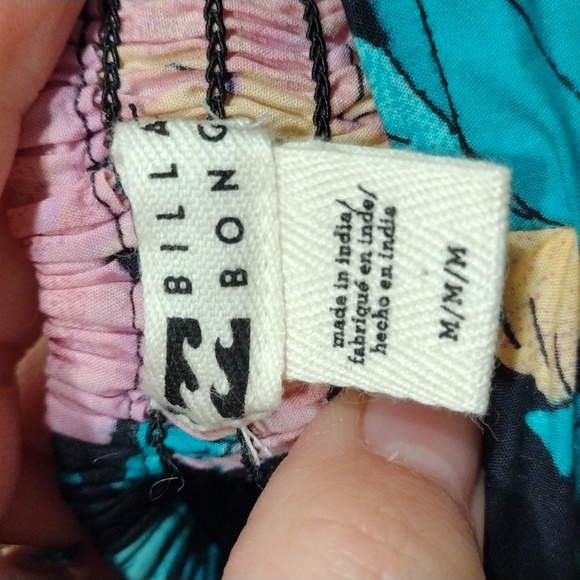 BILLA
BONG
made in india/
fabriqué en inde/
hecho en india
M/M/M